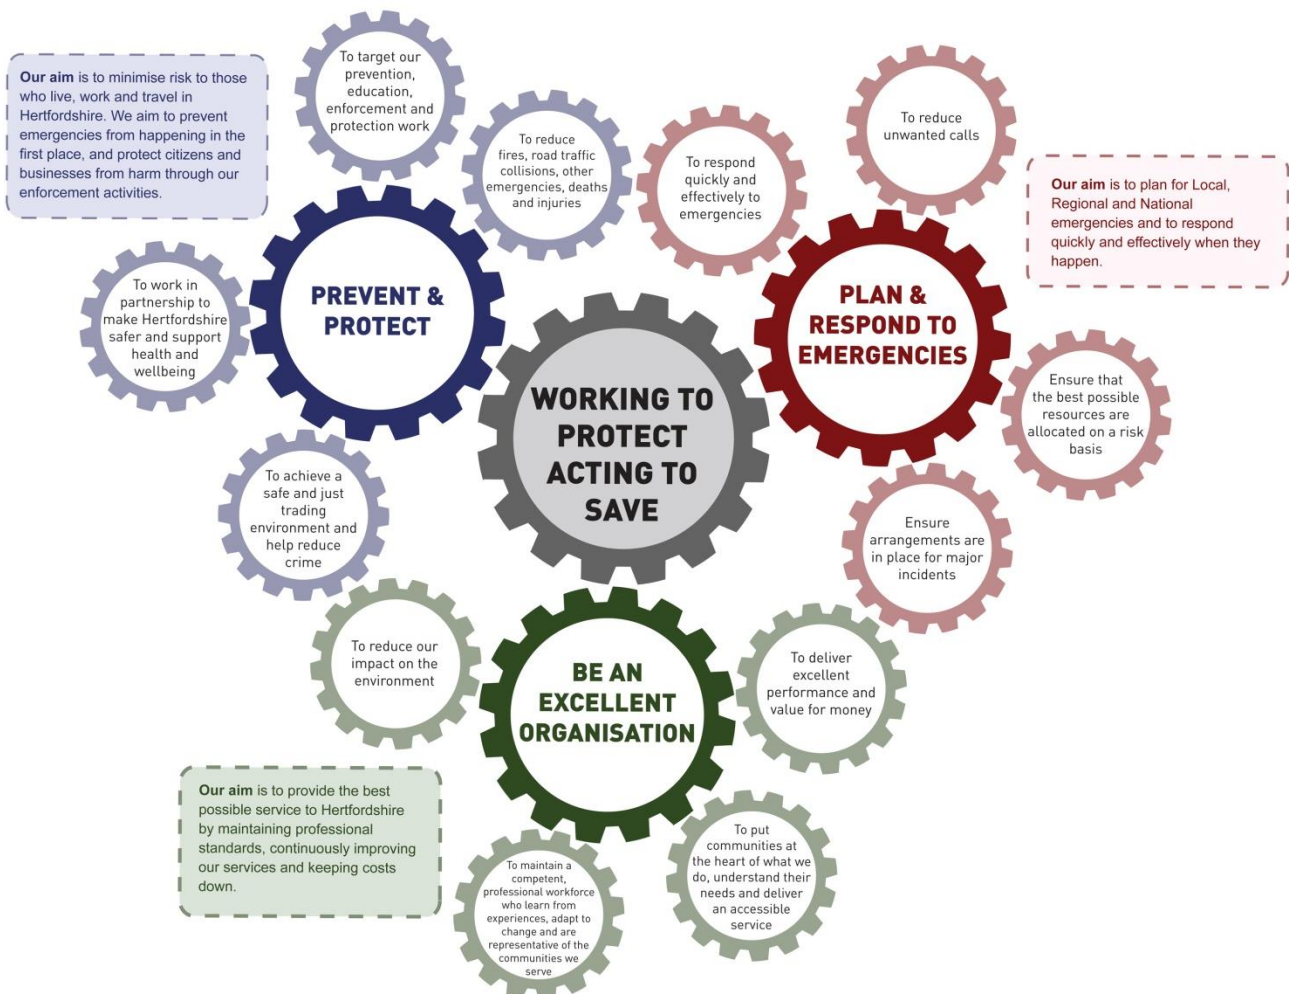 Our aim is to minimise risk to those
who live, work and travel in
Hertfordshire. We aim to prevent
emergencies from happening in the
first place, and protect citizens and
businesses from harm through our
enforcement activities.
To target our
prevention,
education,
enforcement and
protection work
To reduce
fires, road traffic
collisions, other
emergencies, deaths
and injuries
To respond
quickly and
effectively to
emergencies
To reduce
unwanted calls
Our aim is to plan for Local,
Regional and National
emergencies and to respond
quickly and effectively when they
happen.
To work in
partnership to
make Hertfordshire
safer and support
health and
wellbeing
PREVENT &
PROTECT
PLAN &
RESPOND TO
EMERGENCIES
WORKING TO
PROTECT
ACTING TO
SAVE
Ensure that
the best possible
resources are
allocated on a risk
basis
To achieve a
safe and just
trading
environment and
help reduce
crime
Ensure
arrangements are
in place for major
incidents
To reduce our
impact on the
environment
BE AN
EXCELLENT
ORGANISATION
To deliver
excellent
performance and
value for money
Our aim is to provide the best
possible service to Hertfordshire
by maintaining professional
standards, continuously improving
our services and keeping costs
down.
To maintain a
competent,
professional workforce
who learn from
experiences, adapt to
change and are
representative of the
communities we
serve
To put
communities at
the heart of what we
do, understand their
needs and deliver
an accessible
service